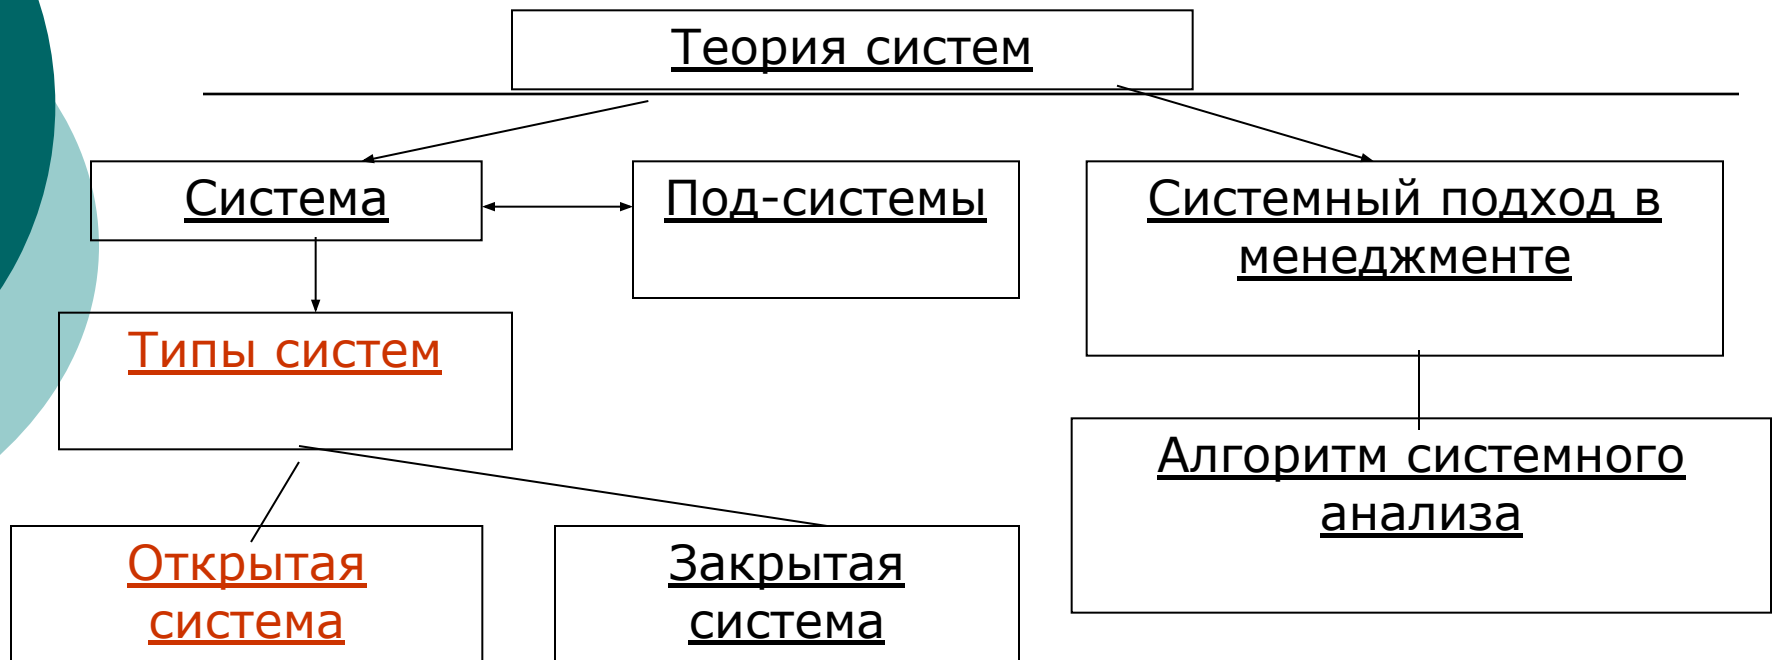 Теория систем
Система
Под-системы
Системный подход в
менеджменте
Типы систем
Алгоритм системного
анализа
Открытая
система
Закрытая
система